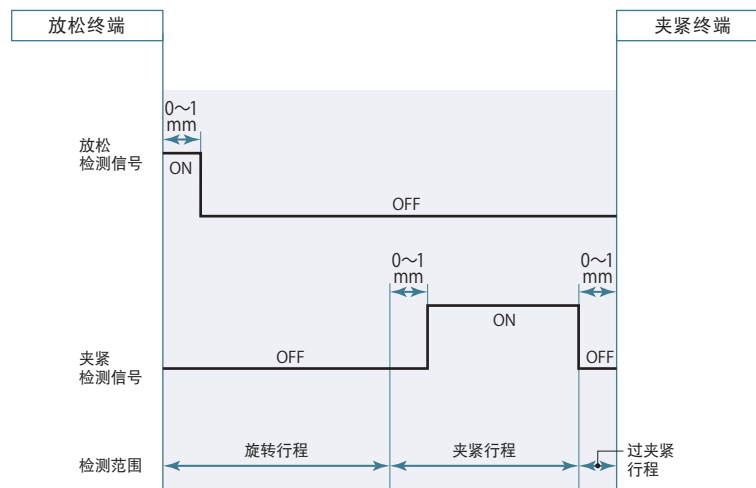 放松终端
夹紧终端
0～1
mm
放松
检测信号
ON
OFF
0～1
mm
0～1
mm
ON
夹紧
检测信号
OFF
OFF
检测范围
旋转行程
夹紧行程
过夹紧
行程